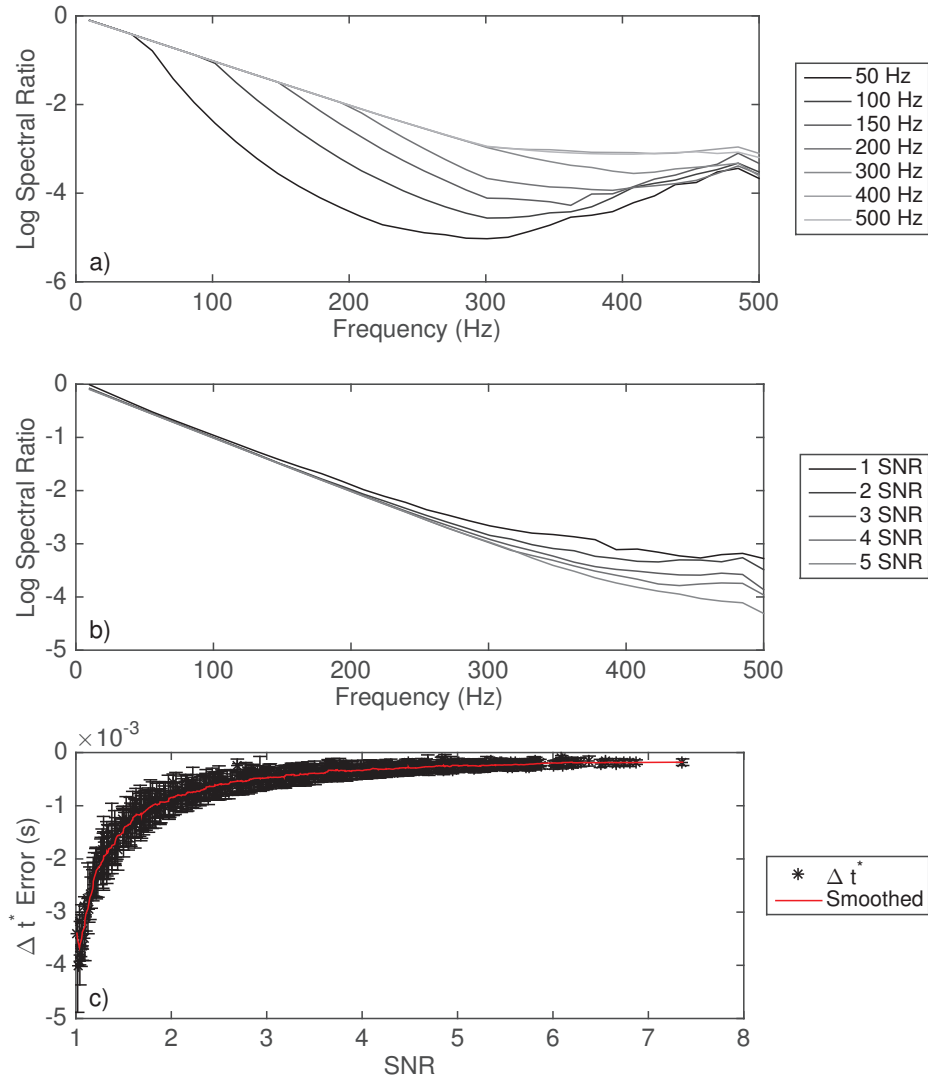 0
-2
-4
-6
Log Spectral Ratio
a)
0 100 200 300 400 500
Frequency (Hz)
50 Hz
100 Hz
150 Hz
200 Hz
300 Hz
400 Hz
500 Hz
0
-1
-2
-3
-4
-5
Log Spectral Ratio
b)
0 100 200 300 400 500
Frequency (Hz)
1 SNR
2 SNR
3 SNR
4 SNR
5 SNR
×10⁻³
0
-1
-2
-3
-4
-5
Δ t* Error (s)
c)
1 2 3 4 5 6 7 8
SNR
Δ t*
Smoothed